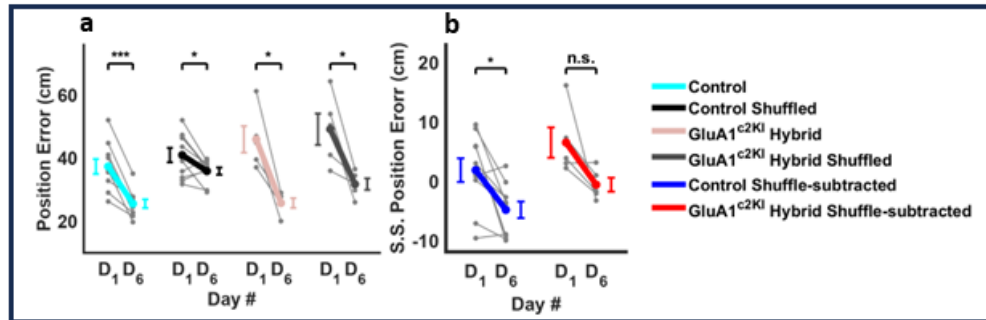 a
b
Position Error (cm)
60
40
20
***
*
*
*
D1 D6 D1 D6 D1 D6 D1 D6
Day #
S.S. Position Erorr (cm)
20
10
0
-10
*
n.s.
D1 D6 D1 D6
Day #
Control
Control Shuffled
GluA1c2KI Hybrid
GluA1c2KI Hybrid Shuffled
Control Shuffle-subtracted
GluA1c2KI Hybrid Shuffle-subtracted